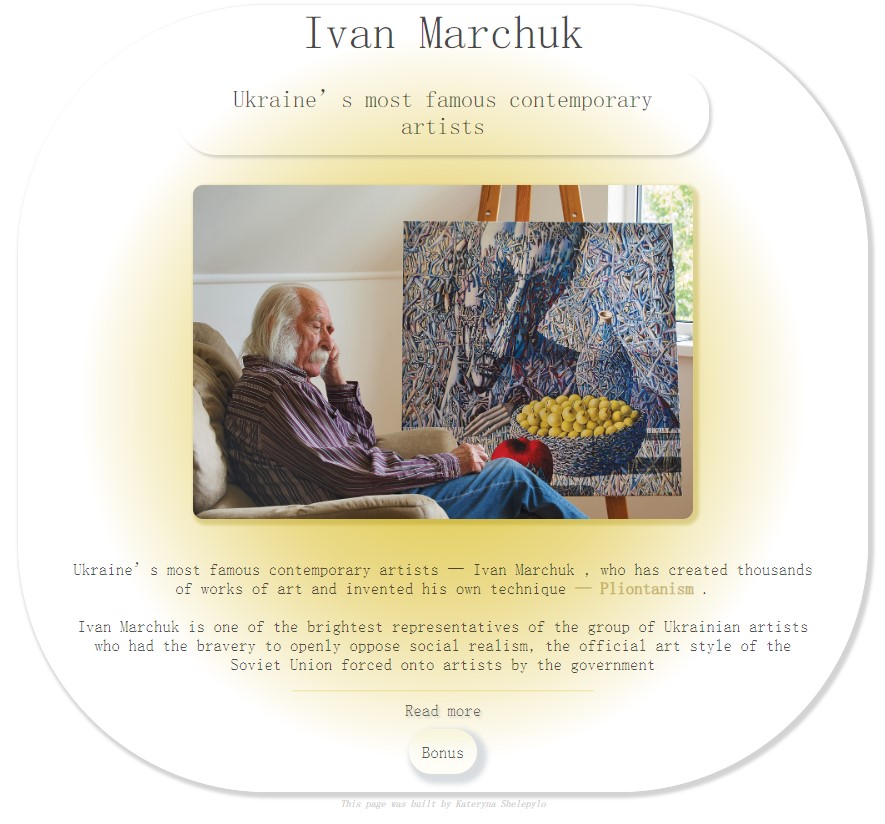 Ivan Marchuk
Ukraine’s most famous contemporary
artists
Ukraine’s most famous contemporary artists — Ivan Marchuk , who has created thousands
of works of art and invented his own technique — Pliontanism .
Ivan Marchuk is one of the brightest representatives of the group of Ukrainian artists
who had the bravery to openly oppose social realism, the official art style of the
Soviet Union forced onto artists by the government
Read more
Bonus
This page was built by Kateryna Shelepylo